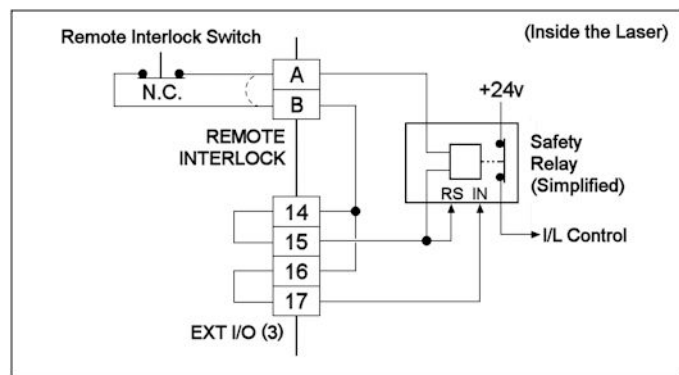 Remote Interlock Switch
(Inside the Laser)
N.C.
A
B
+24v
REMOTE
INTERLOCK
Safety
Relay
(Simplified)
RS IN
14
15
16
17
I/L Control
EXT I/O (3)